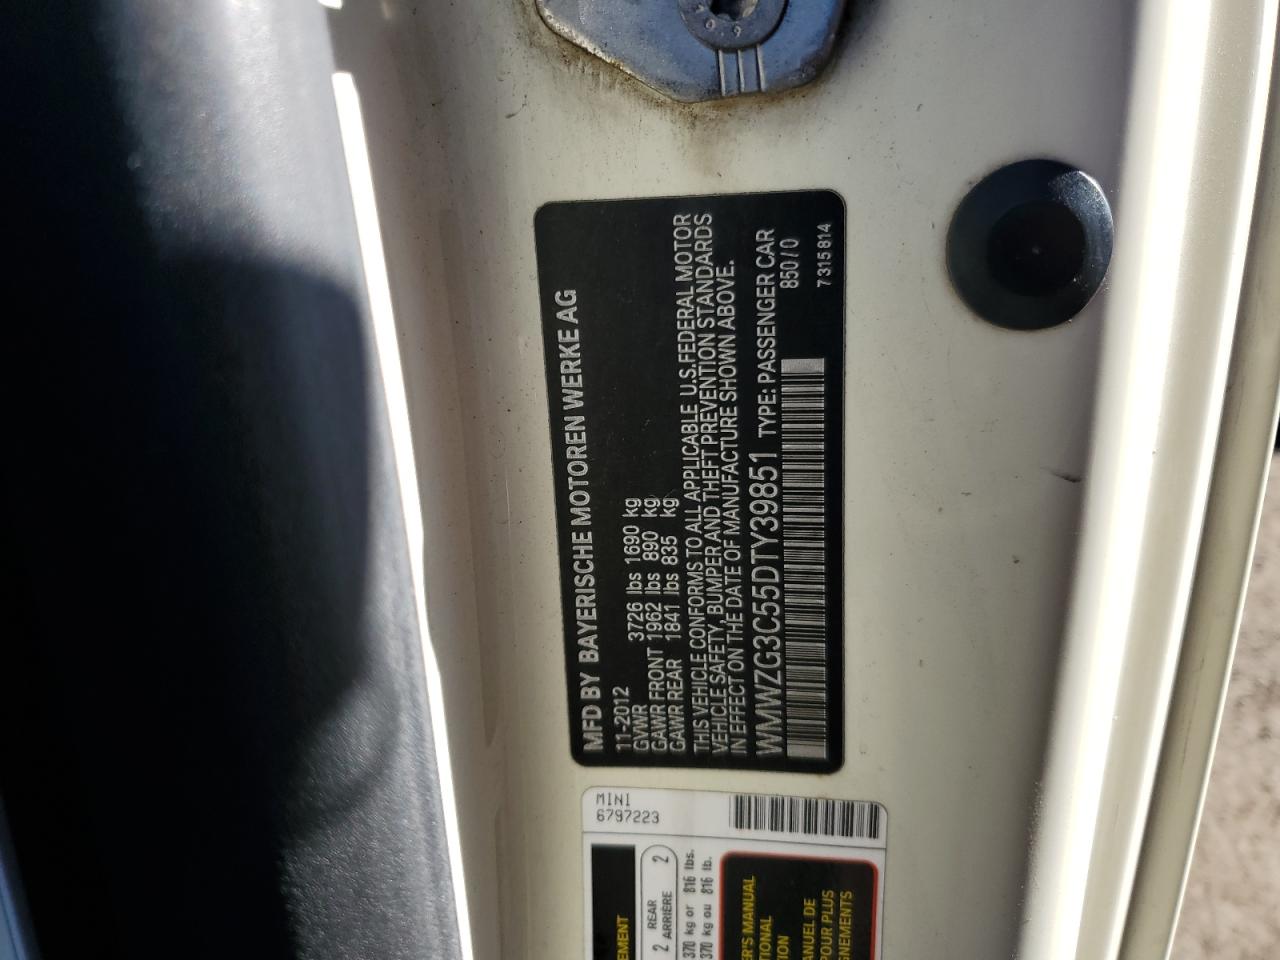 MFD BY BAYERISCHE MOTOREN WERKE AG
11-2012
GVWR 3726 lbs 1690 kg
GAWR FRONT 1962 lbs 890 kg
GAWR REAR 1841 lbs 835 kg
THIS VEHICLE CONFORMS TO ALL APPLICABLE U.S. FEDERAL MOTOR
VEHICLE SAFETY, BUMPER AND THEFT PREVENTION STANDARDS
IN EFFECT ON THE DATE OF MANUFACTURE SHOWN ABOVE.
WMWZG3C55DTY39851 TYPE: PASSENGER CAR
850/0
7 315 814
MINI
6797223
2 REAR 2
ARRIÈRE
370 kg or 816 lbs.
370 kg ou 816 lb.